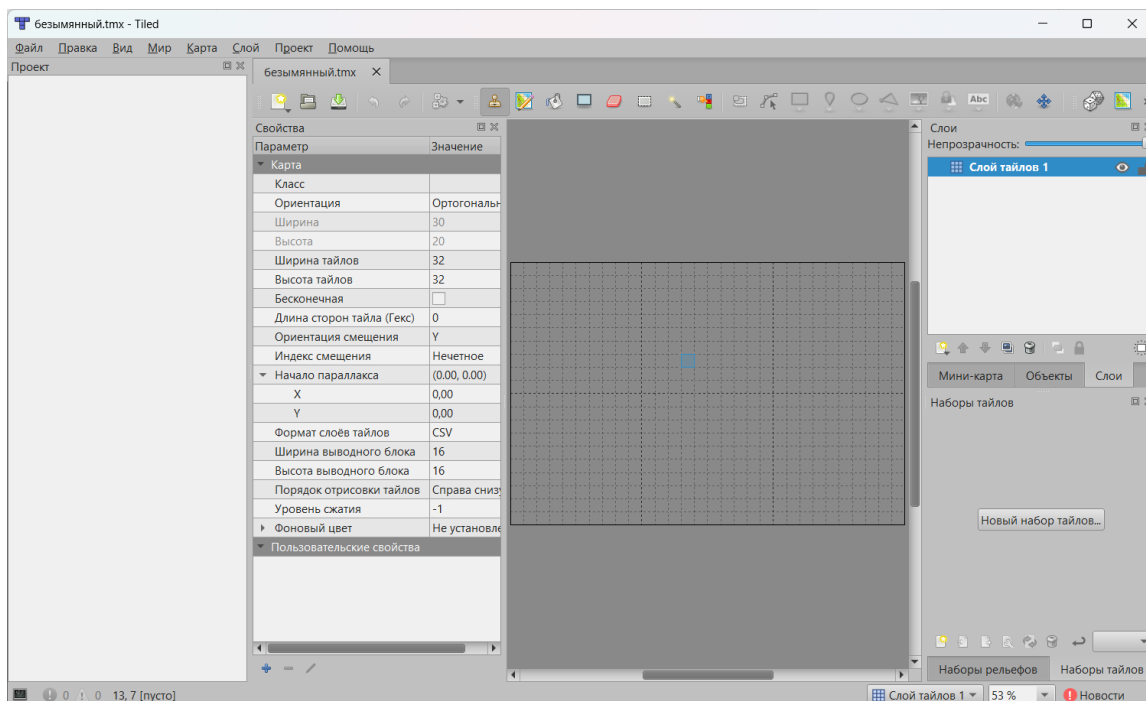 безымянный.tmx - Tiled
Файл Правка Вид Мир Карта Слой Проект Помощь
Проект
безымянный.tmx
Abc
Свойства
Параметр Значение
Карта
Класс
Ориентация Ортогональн
Ширина 30
Высота 20
Ширина тайлов 32
Высота тайлов 32
Бесконечная
Длина сторон тайла (Гекс) 0
Ориентация смещения Y
Индекс смещения Нечетное
Начало параллакса (0.00, 0.00)
X 0,00
Y 0,00
Формат слоёв тайлов CSV
Ширина выводного блока 16
Высота выводного блока 16
Порядок отрисовки тайлов Справа снизу
Уровень сжатия -1
Фоновый цвет Не установле
Пользовательские свойства
Слои
Непрозрачность:
Слой тайлов 1
Мини-карта Объекты Слои
Наборы тайлов
Новый набор тайлов...
Наборы рельефов Наборы тайлов
0 0 13, 7 [пусто]
Слой тайлов 1 53 % Новости